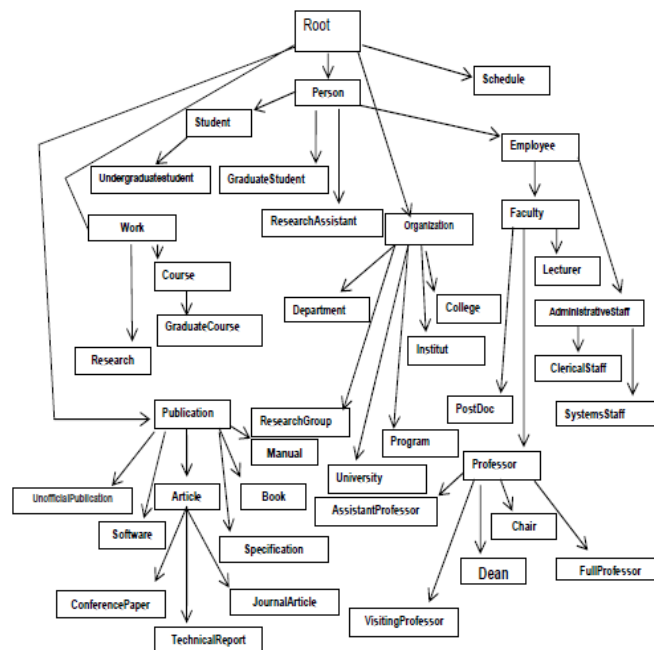 Root
Schedule
Person
Student
Employee
Undergraduatestudent
GraduateStudent
ResearchAssistant
Organization
Faculty
Work
Course
Lecturer
Department
College
AdministrativeStaff
GraduateCourse
Research
Institut
ClericalStaff
Publication
ResearchGroup
PostDoc
SystemsStaff
Manual
Program
UnofficialPublication
Article
Book
University
Professor
AssistantProfessor
Software
Specification
Chair
Dean
FullProfessor
ConferencePaper
JournalArticle
VisitingProfessor
TechnicalReport